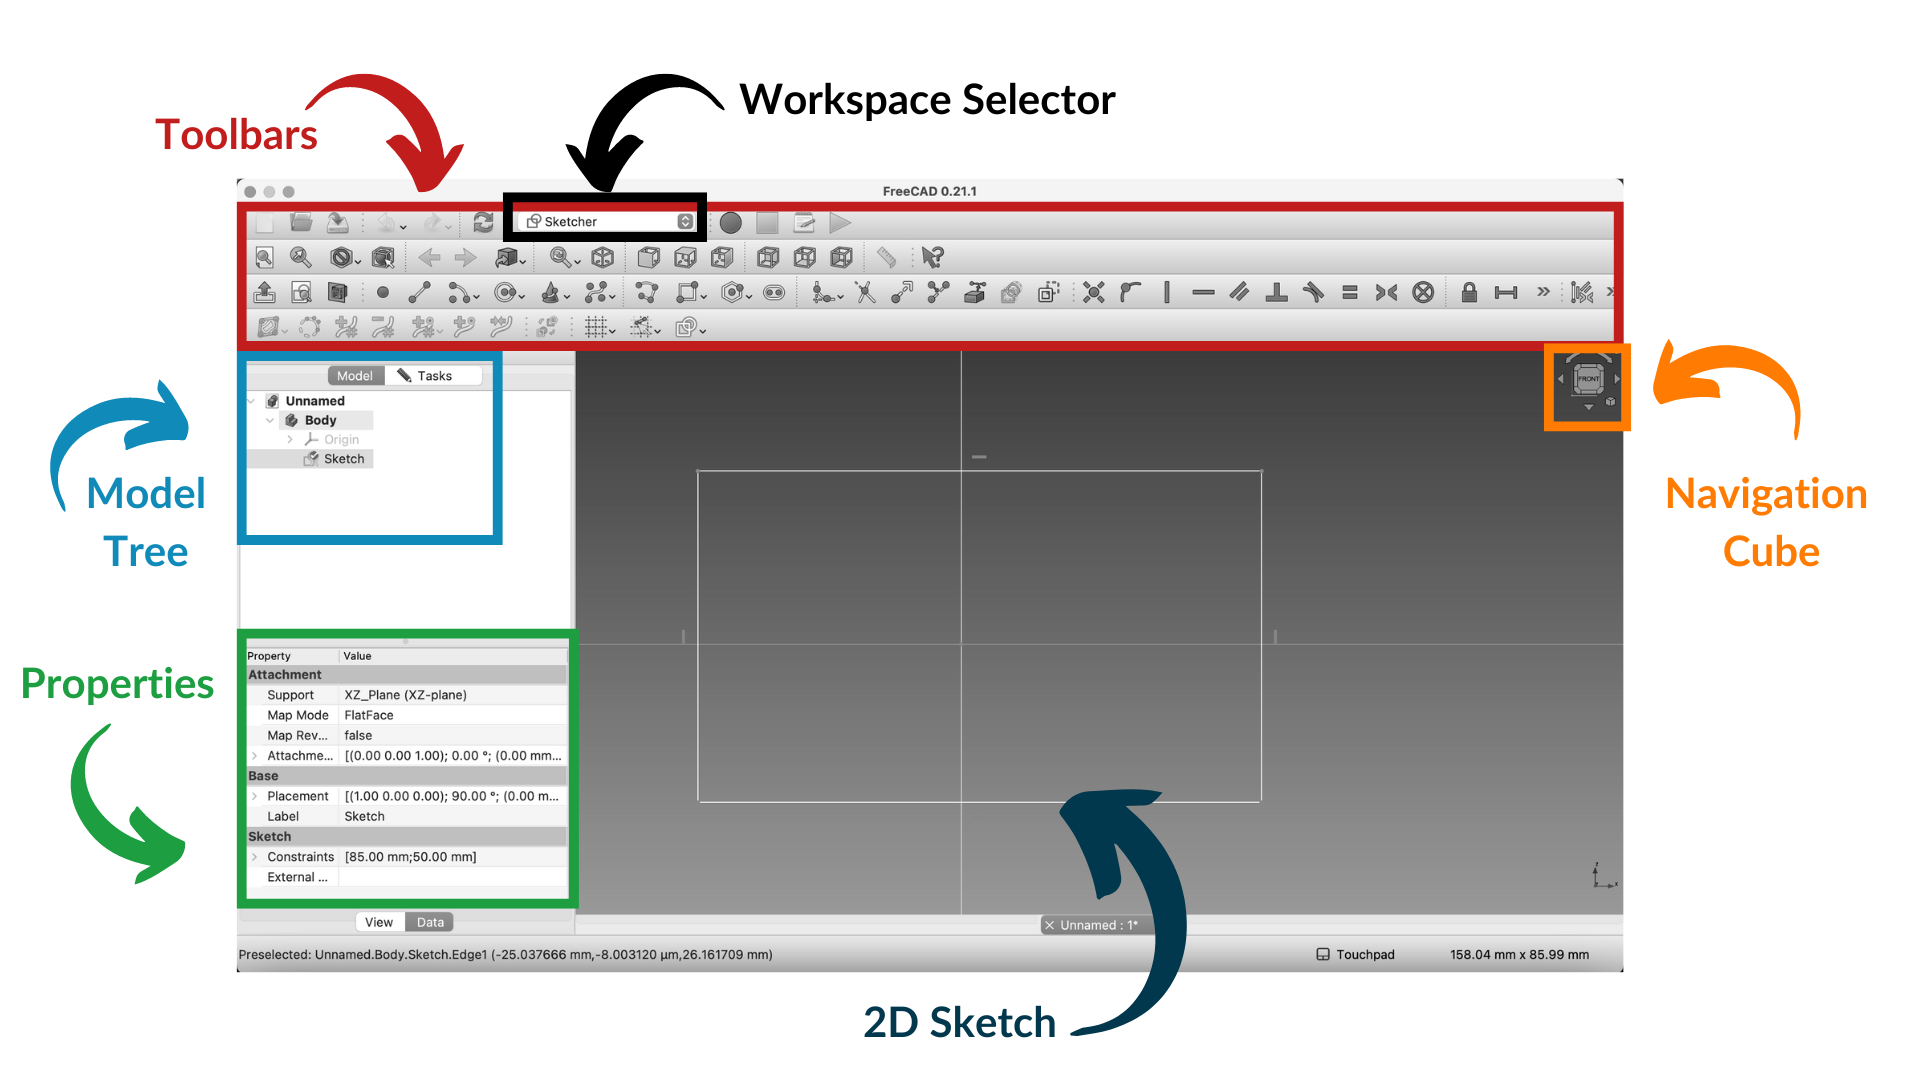 Workspace Selector
Toolbars
FreeCAD 0.21.1
Sketcher
Model
Tasks
Unnamed
Body
Origin
Sketch
FRONT
Model
Tree
Navigation
Cube
Properties
Property Value
Attachment
Support XZ_Plane (XZ-plane)
Map Mode FlatFace
Map Rev... false
Attachme... [(0.00 0.00 1.00); 0.00 °; (0.00 mm...
Base
Placement [(1.00 0.00 0.00); 90.00 °; (0.00 m...
Label Sketch
Sketch
Constraints [85.00 mm;50.00 mm]
External ...
View Data
Unnamed : 1*
Preselected: Unnamed.Body.Sketch.Edge1 (-25.037666 mm,-8.003120 μm,26.161709 mm)
Touchpad
158.04 mm x 85.99 mm
2D Sketch